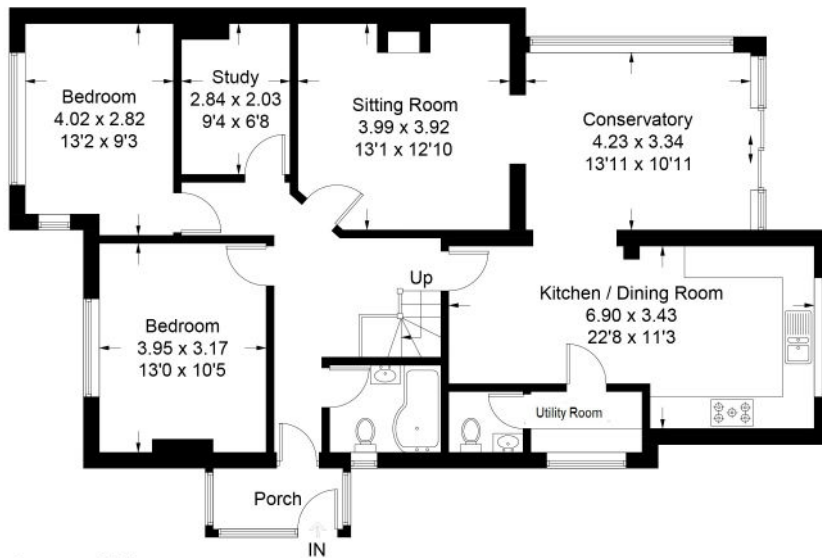 Bedroom
4.02 x 2.82
13'2 x 9'3
Study
2.84 x 2.03
9'4 x 6'8
Sitting Room
3.99 x 3.92
13'1 x 12'10
Conservatory
4.23 x 3.34
13'11 x 10'11
Bedroom
3.95 x 3.17
13'0 x 10'5
Up
Kitchen / Dining Room
6.90 x 3.43
22'8 x 11'3
Utility Room
Porch
IN